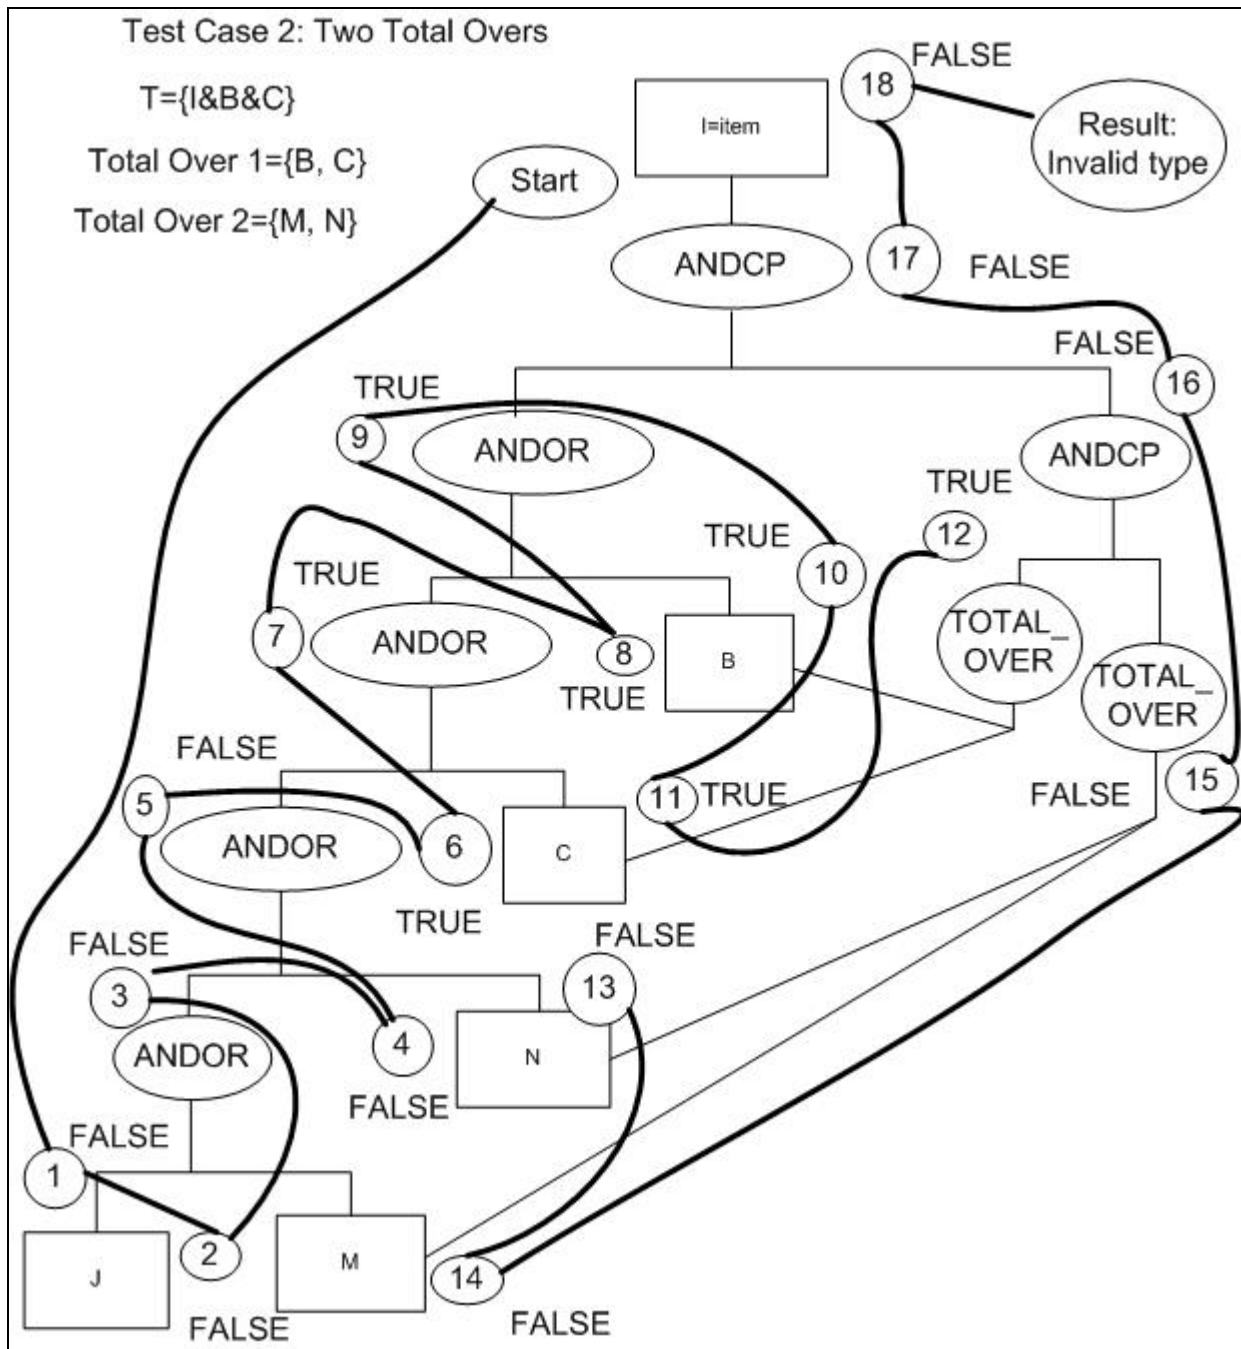 Test Case 2: Two Total Overs
T={I&B&C}
Total Over 1={B, C}
Total Over 2={M, N}
Start
I=item
18
FALSE
Result:
Invalid type
ANDCP
17
FALSE
FALSE
16
TRUE
9
ANDOR
ANDCP
TRUE
12
TRUE
10
TRUE
7
ANDOR
8
TRUE
B
TOTAL_
OVER
TOTAL_
OVER
FALSE
5
ANDOR
6
TRUE
C
11
TRUE
FALSE
15
FALSE
3
ANDOR
4
FALSE
N
FALSE
13
FALSE
1
J
2
FALSE
M
14
FALSE